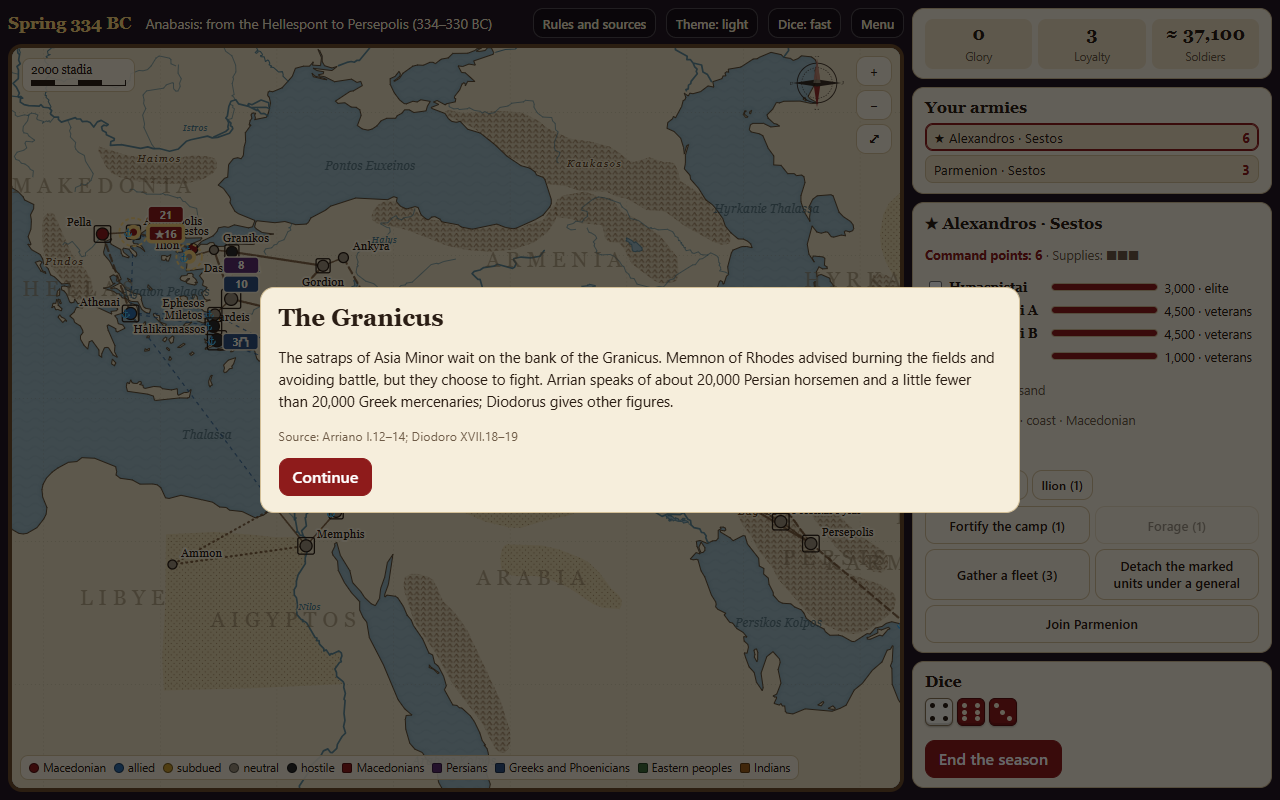 Spring 334 BC
Anabasis: from the Hellespont to Persepolis (334–330 BC)
Rules and sources
Theme: light
Dice: fast
Menu
2000 stadia
+
−
⤢
Istros
Haimos
MAKEDONIA
Pontos Euxeinos
Kaukasos
Hyrkanie Thalassa
Pella
21
★16
Ilion
Granikos
Halys
Ankyra
ARMENIA
Pindos
8
Gordion
10
Athenai
Ephesos
Miletos
Halikarnassos
3
Thalassa
Memphis
Ammon
LIBYE
AIGYPTOS
Nilos
ARABIA
Persepolis
Persikos Kolpos
Macedonian
allied
subdued
neutral
hostile
Macedonians
Persians
Greeks and Phoenicians
Eastern peoples
Indians
The Granicus
The satraps of Asia Minor wait on the bank of the Granicus. Memnon of Rhodes advised burning the fields and
avoiding battle, but they choose to fight. Arrian speaks of about 20,000 Persian horsemen and a little fewer
than 20,000 Greek mercenaries; Diodorus gives other figures.
Source: Arriano I.12–14; Diodoro XVII.18–19
Continue
0
Glory
3
Loyalty
≈ 37,100
Soldiers
Your armies
★ Alexandros · Sestos 6
Parmenion · Sestos 3
★ Alexandros · Sestos
Command points: 6 · Supplies:
3,000 · elite
4,500 · veterans
4,500 · veterans
1,000 · veterans
coast · Macedonian
Ilion (1)
Fortify the camp (1)
Forage (1)
Gather a fleet (3)
Detach the marked
units under a general
Join Parmenion
Dice
End the season